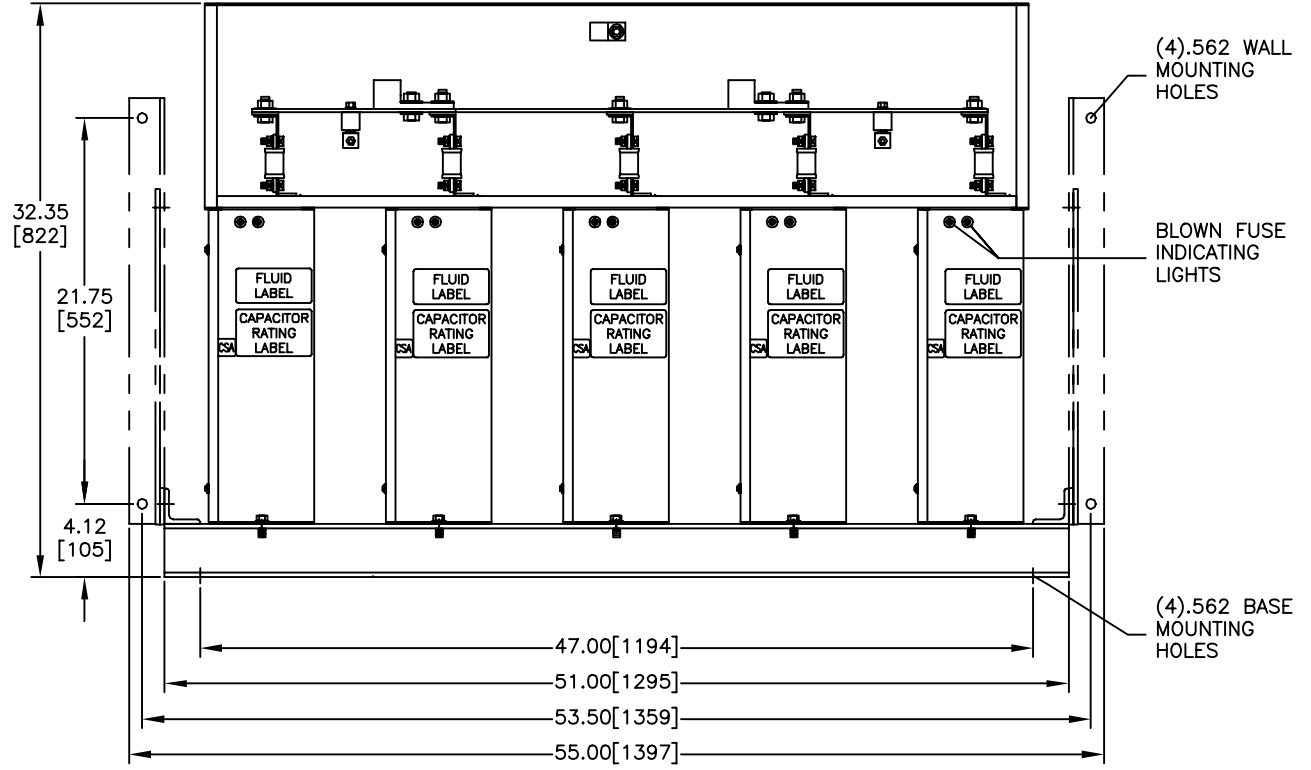 (4).562 WALL
MOUNTING
HOLES
32.35
[822]
21.75
[552]
4.12
[105]
BLOWN FUSE
INDICATING
LIGHTS
FLUID
LABEL
CAPACITOR
RATING
LABEL
CSA
FLUID
LABEL
CAPACITOR
RATING
LABEL
CSA
FLUID
LABEL
CAPACITOR
RATING
LABEL
CSA
FLUID
LABEL
CAPACITOR
RATING
LABEL
CSA
FLUID
LABEL
CAPACITOR
RATING
LABEL
CSA
(4).562 BASE
MOUNTING
HOLES
47.00[1194]
51.00[1295]
53.50[1359]
55.00[1397]